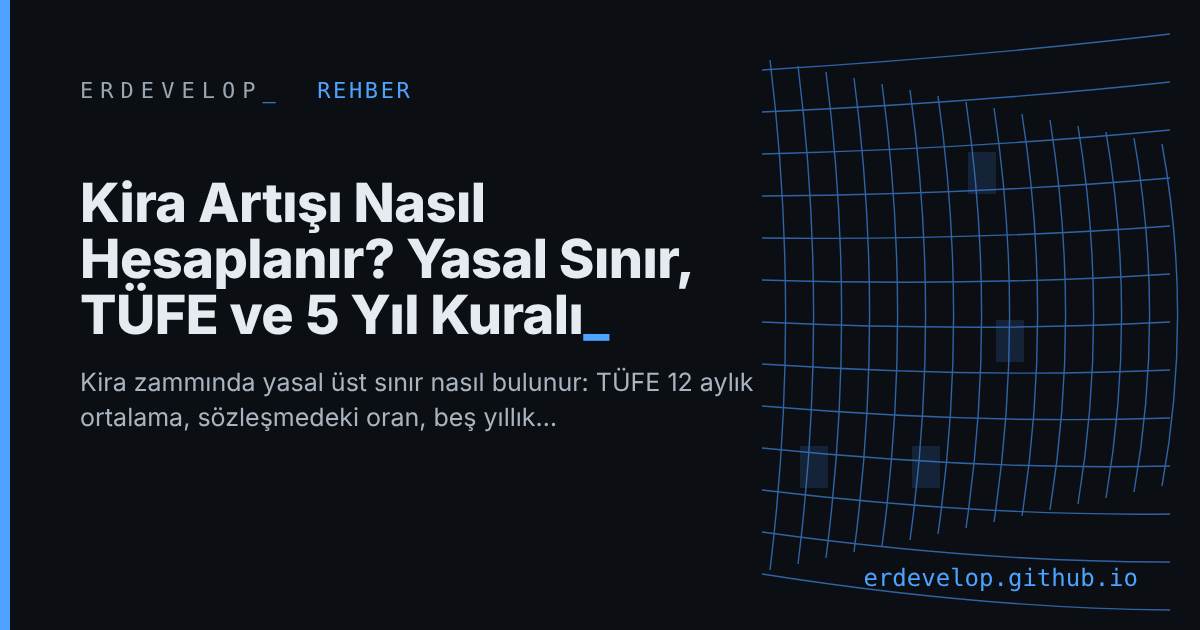 ERDEVELOP_ REHBER
Kira Artışı Nasıl
Hesaplanır? Yasal Sınır,
TÜFE ve 5 Yıl Kuralı_
Kira zammında yasal üst sınır nasıl bulunur: TÜFE 12 aylık
ortalama, sözleşmedeki oran, beş yıllık...
erdevelop.github.io